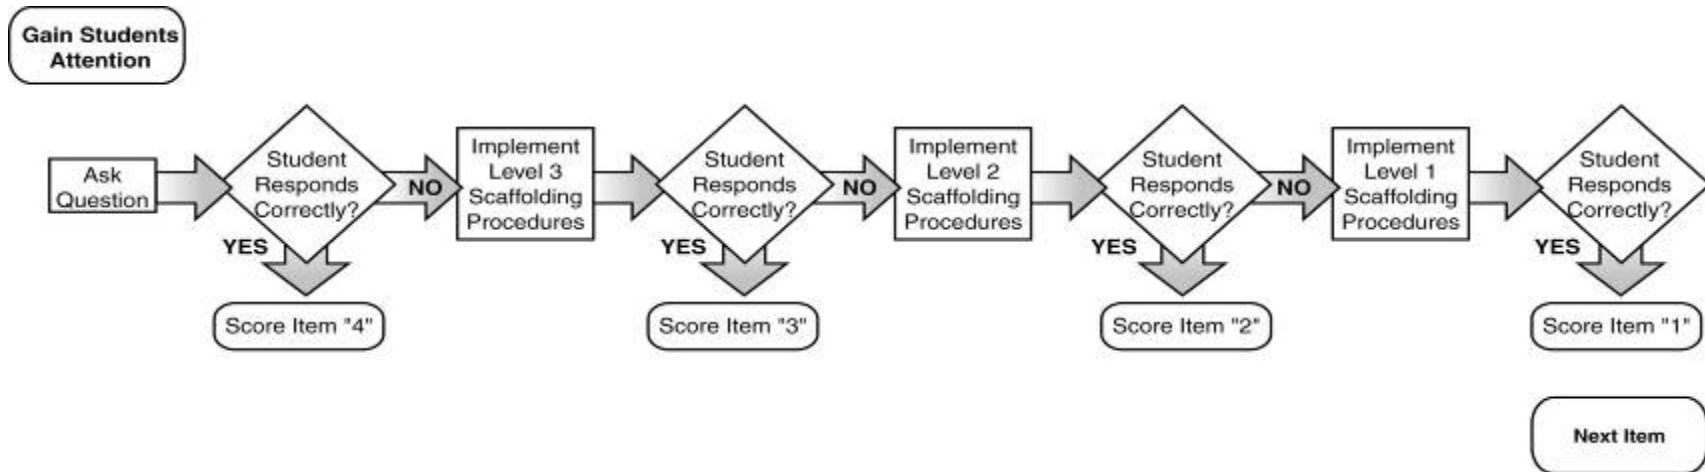 Gain Students
Attention
Ask
Question
Student
Responds
Correctly?
NO
Implement
Level 3
Scaffolding
Procedures
Student
Responds
Correctly?
NO
Implement
Level 2
Scaffolding
Procedures
Student
Responds
Correctly?
NO
Implement
Level 1
Scaffolding
Procedures
Student
Responds
Correctly?
YES
YES
YES
YES
Score Item "4"
Score Item "3"
Score Item "2"
Score Item "1"
Next Item